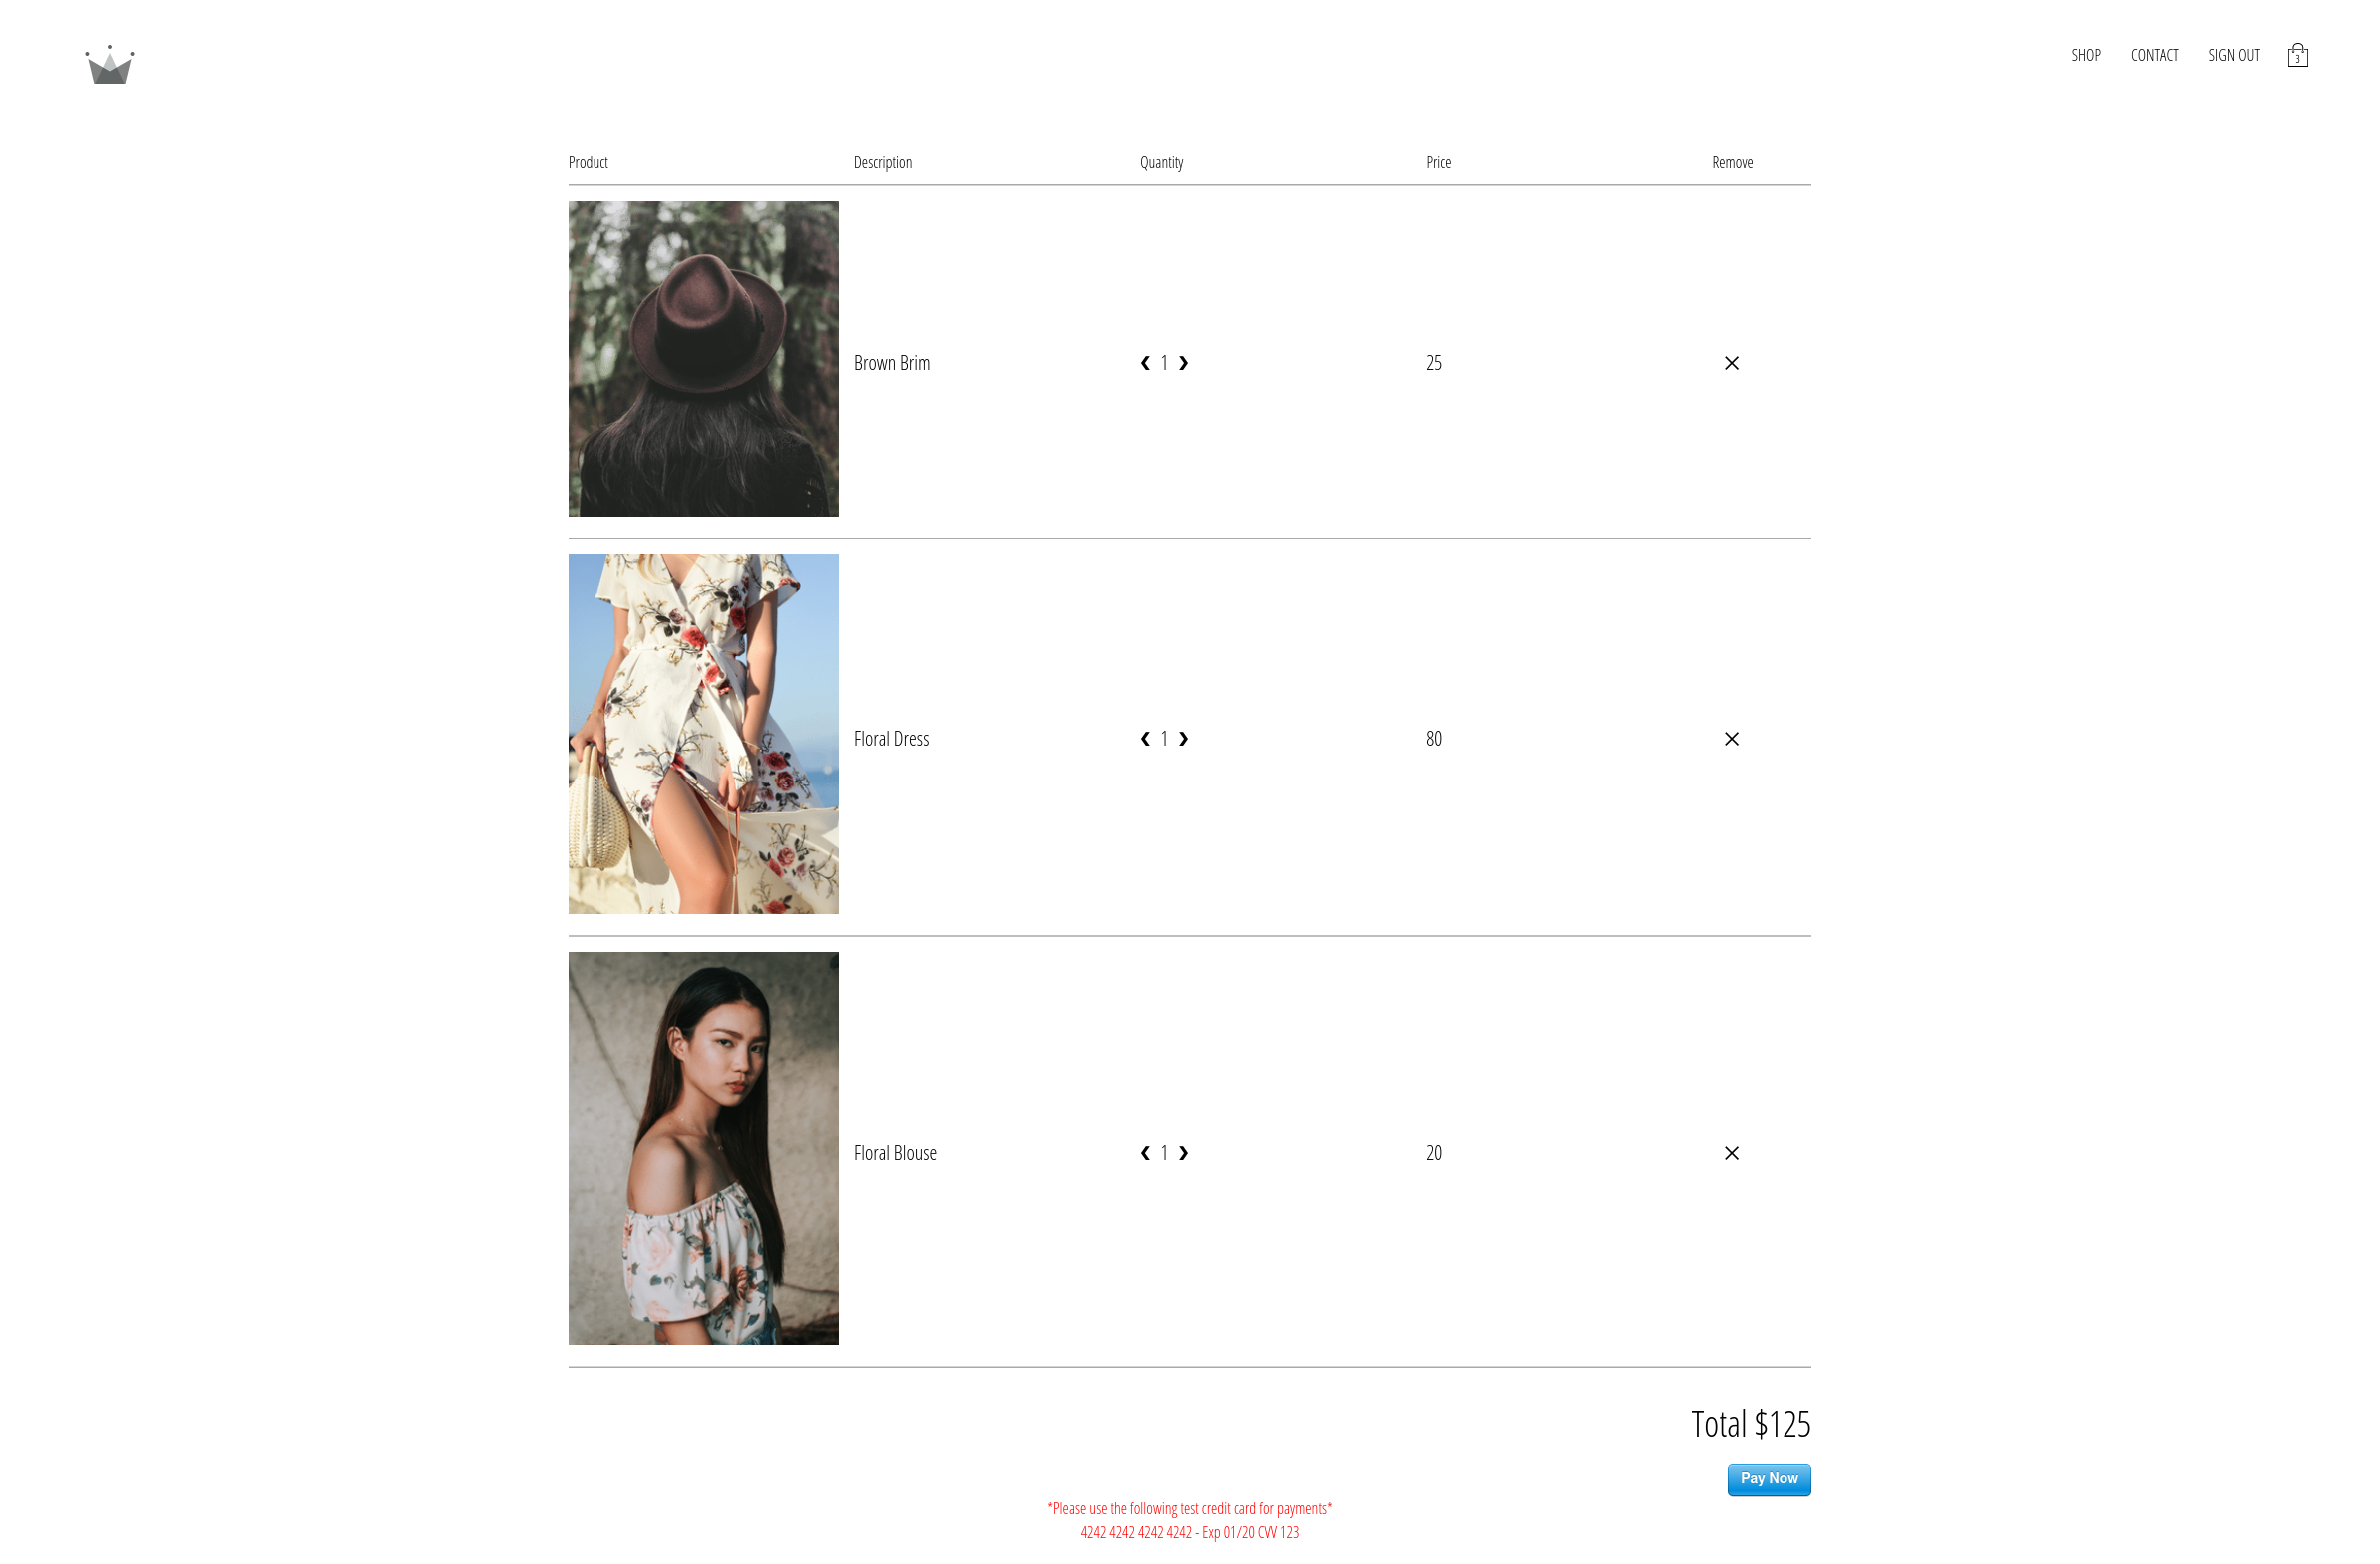 SHOP CONTACT SIGN OUT 3
Product Description Quantity Price Remove
Brown Brim ❮ 1 ❯ 25 ✕
Floral Dress ❮ 1 ❯ 80 ✕
Floral Blouse ❮ 1 ❯ 20 ✕
Total $125
Pay Now
*Please use the following test credit card for payments*
4242 4242 4242 4242 - Exp 01/20 CVV 123